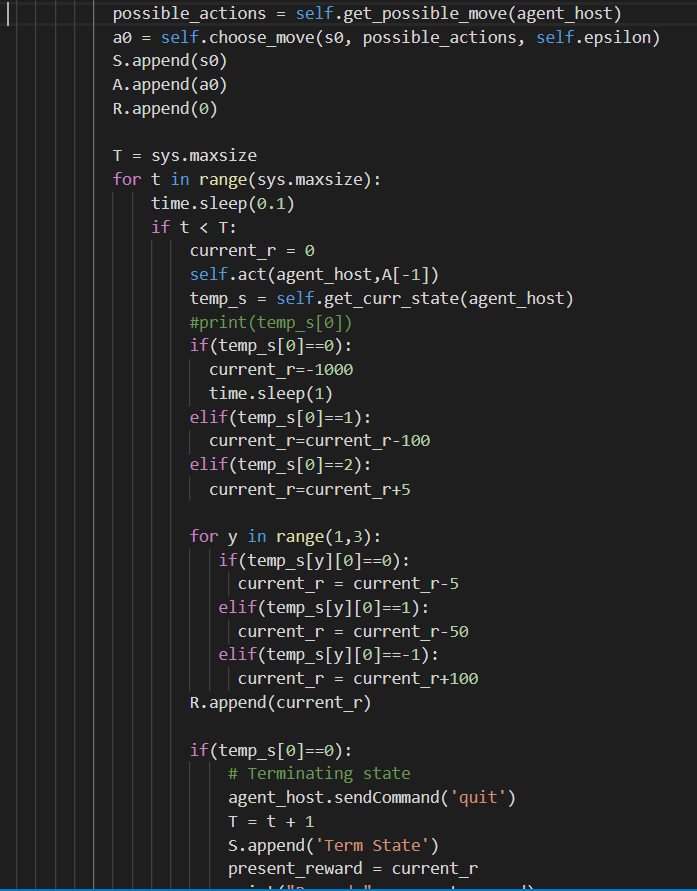 possible_actions = self.get_possible_move(agent_host)
a0 = self.choose_move(s0, possible_actions, self.epsilon)
S.append(s0)
A.append(a0)
R.append(0)
T = sys.maxsize
for t in range(sys.maxsize):
time.sleep(0.1)
if t < T:
current_r = 0
self.act(agent_host,A[-1])
temp_s = self.get_curr_state(agent_host)
#print(temp_s[0])
if(temp_s[0]==0):
current_r=-1000
time.sleep(1)
elif(temp_s[0]==1):
current_r=current_r-100
elif(temp_s[0]==2):
current_r=current_r+5
for y in range(1,3):
if(temp_s[y][0]==0):
current_r = current_r-5
elif(temp_s[y][0]==1):
current_r = current_r-50
elif(temp_s[y][0]==-1):
current_r = current_r+100
R.append(current_r)
if(temp_s[0]==0):
# Terminating state
agent_host.sendCommand('quit')
T = t + 1
S.append('Term State')
present_reward = current_r